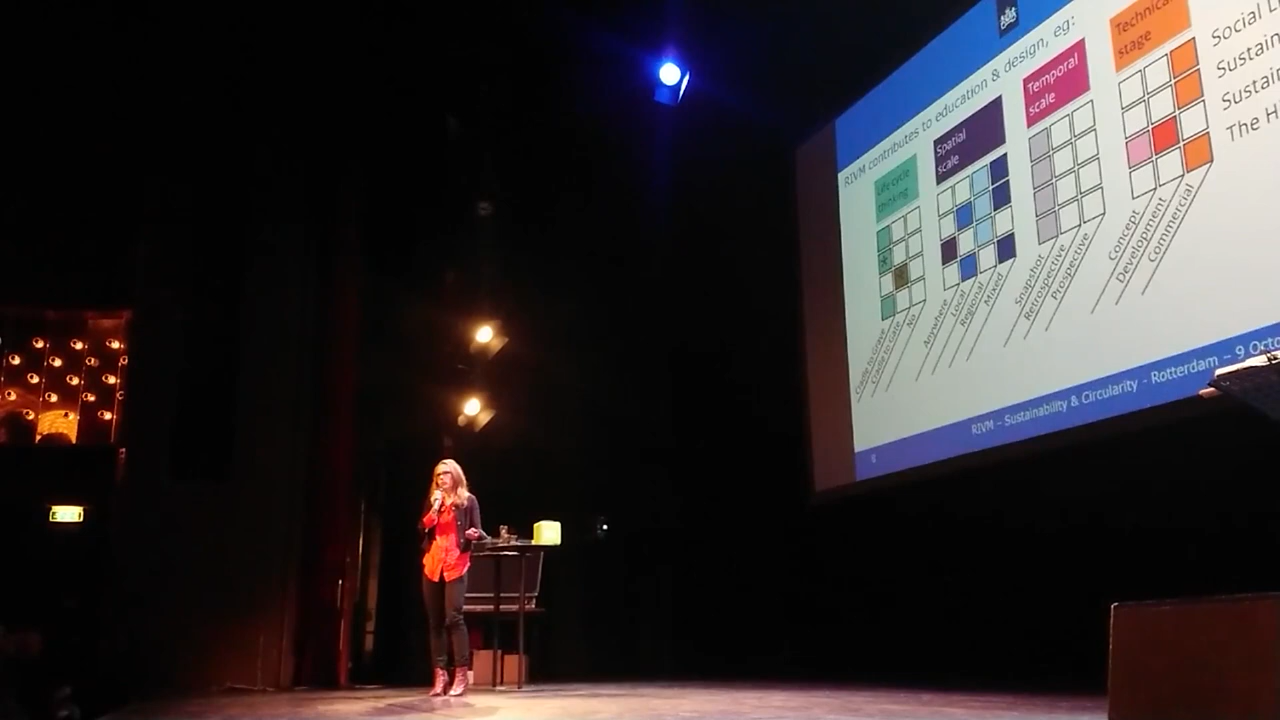 RIVM contributes to education & design, eg:
Life cycle
thinking
Spatial
scale
Temporal
scale
Technical
stage
Social L
Sustain
Sustain
The H
Cradle to Grave
Cradle to Gate
No
Anywhere
Local
Regional
Mixed
Snapshot
Retrospective
Prospective
Concept
Development
Commercial
RIVM – Sustainability & Circularity - Rotterdam – 9 Octo